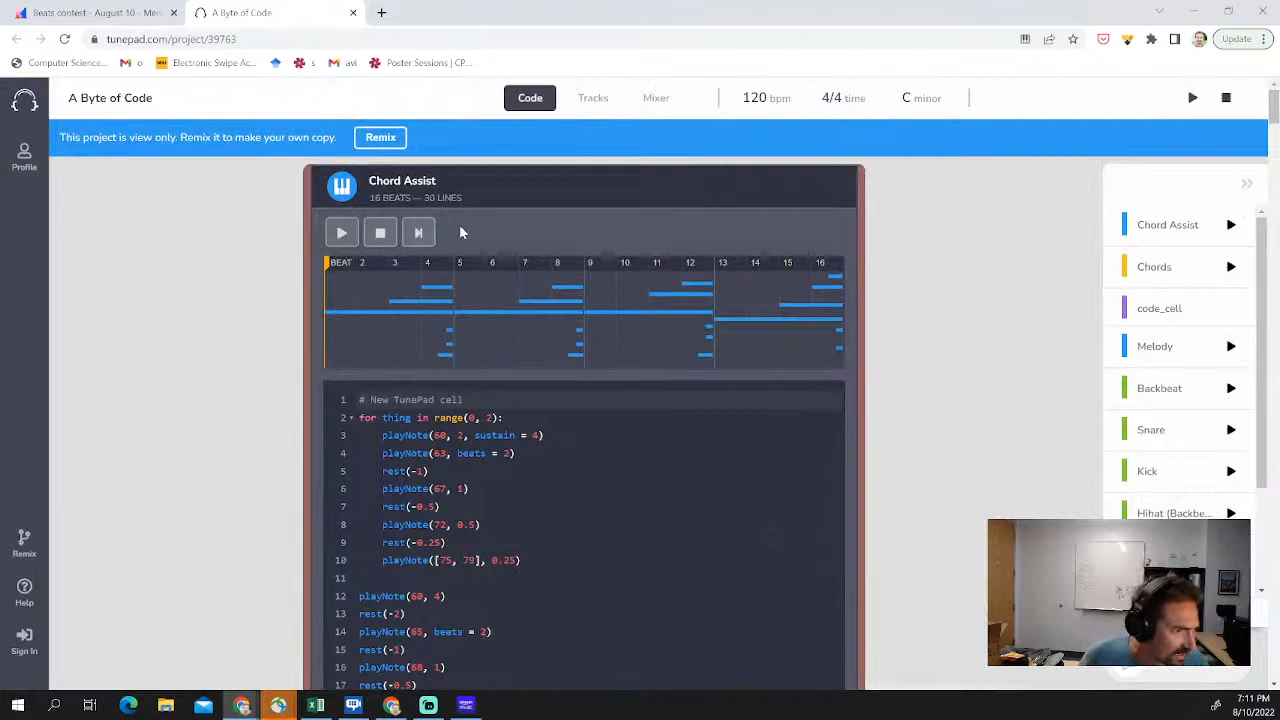 Beats contest - August 10 - Mem
A Byte of Code
tunepad.com/project/39763
Update
Computer Science...
o
Electronic Swipe Ac...
s
avi
Poster Sessions | CP...
A Byte of Code
Code
Tracks
Mixer
120 bpm
4/4 time
C minor
This project is view only. Remix it to make your own copy.
Remix
Profile
Chord Assist
16 BEATS — 30 LINES
BEAT 2 3 4 5 6 7 8 9 10 11 12 13 14 15 16
1 # New TunePad cell
2 for thing in range(0, 2):
3 playNote(60, 2, sustain = 4)
4 playNote(63, beats = 2)
5 rest(-1)
6 playNote(67, 1)
7 rest(-0.5)
8 playNote(72, 0.5)
9 rest(-0.25)
10 playNote([75, 79], 0.25)
11
12 playNote(60, 4)
13 rest(-2)
14 playNote(65, beats = 2)
15 rest(-1)
16 playNote(68, 1)
17 rest(-0.5)
Chord Assist
Chords
code_cell
Melody
Backbeat
Snare
Kick
Hihat (Backbe...
Remix
Help
Sign In
7:11 PM
8/10/2022